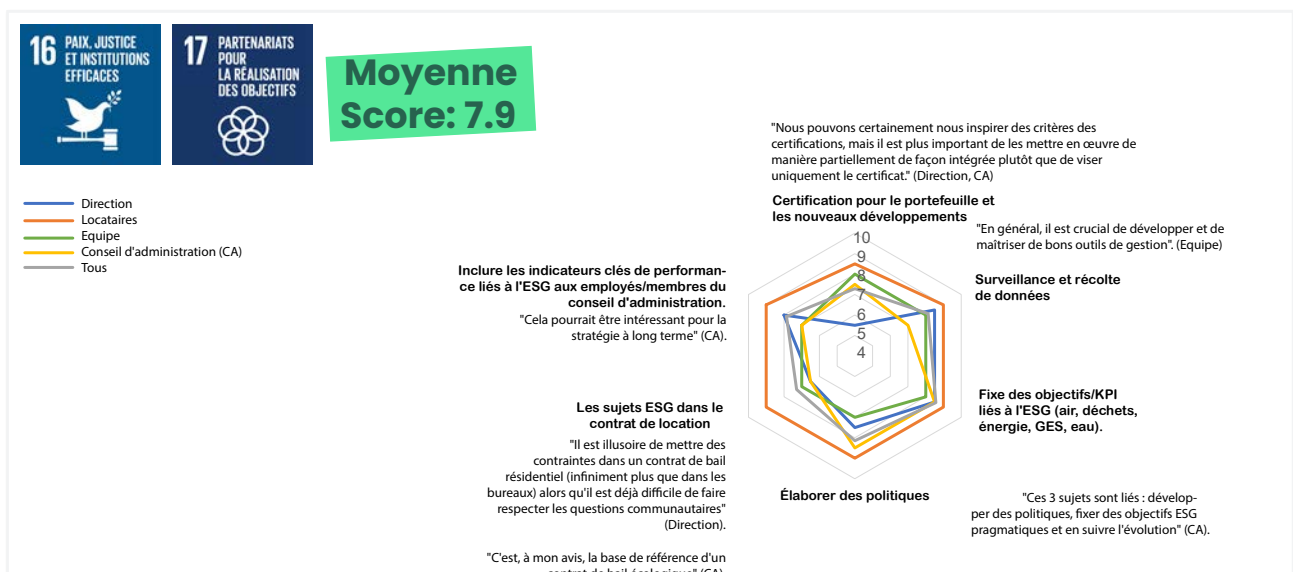 16 PAIX, JUSTICE
ET INSTITUTIONS
EFFICACES
17 PARTENARIATS
POUR
LA RÉALISATION
DES OBJECTIFS
Moyenne
Score: 7.9
Direction
Locataires
Equipe
Conseil d'administration (CA)
Tous
"Nous pouvons certainement nous inspirer des critères des
certifications, mais il est plus important de les mettre en œuvre de
manière partiellement de façon intégrée plutôt que de viser
uniquement le certificat." (Direction, CA)
Certification pour le portefeuille et
les nouveaux développements
"En général, il est crucial de développer et de
maîtriser de bons outils de gestion". (Equipe)
Surveillance et récolte
de données
10
9
8
7
6
5
4
Inclure les indicateurs clés de performan-
ce liés à l'ESG aux employés/membres du
conseil d'administration.
"Cela pourrait être intéressant pour la
stratégie à long terme" (CA).
Fixe des objectifs/KPI
liés à l'ESG (air, déchets,
énergie, GES, eau).
Les sujets ESG dans le
contrat de location
"Il est illusoire de mettre des
contraintes dans un contrat de bail
résidentiel (infiniment plus que dans les
bureaux) alors qu'il est déjà difficile de faire
respecter les questions communautaires"
(Direction).
Élaborer des politiques
"Ces 3 sujets sont liés : dévelop-
per des politiques, fixer des objectifs ESG
pragmatiques et en suivre l'évolution" (CA).
"C'est, à mon avis, la base de référence d'un
contrat de bail écologique" (CA).